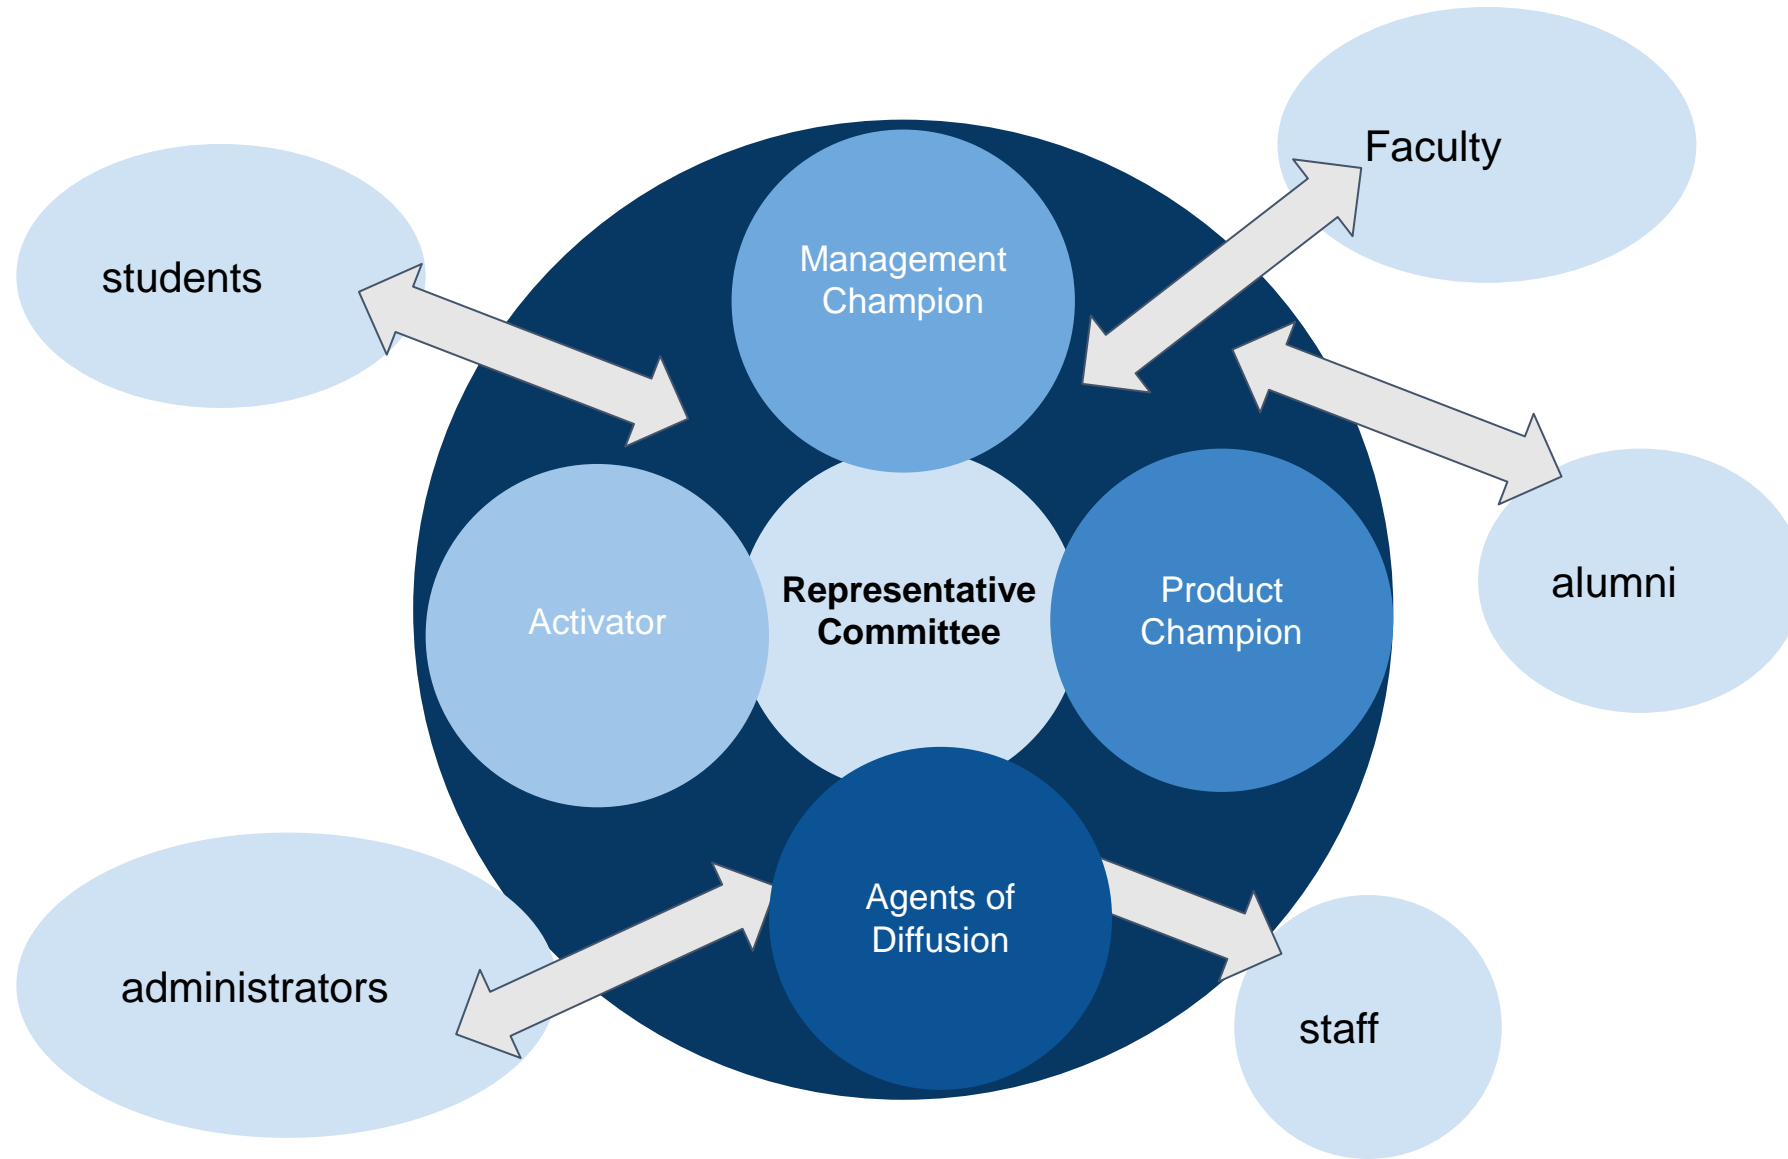 Faculty
students
Management
Champion
Representative
Committee
Activator
Product
Champion
alumni
Agents of
Diffusion
administrators
staff